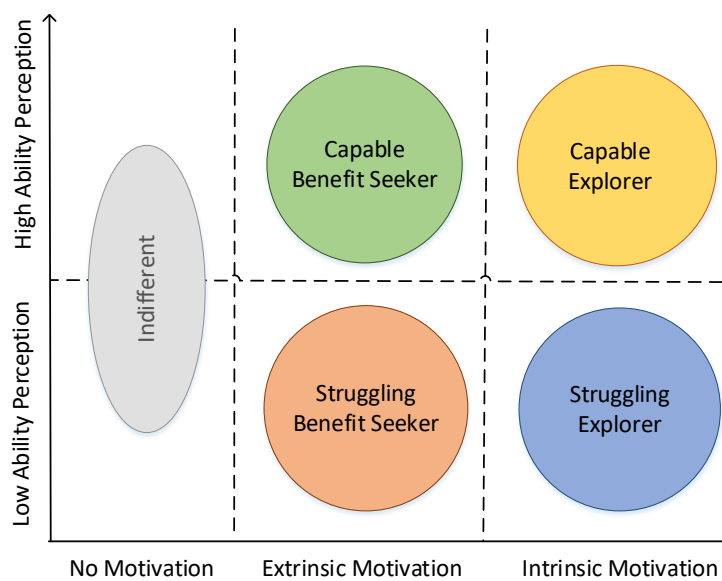 High Ability Perception
Low Ability Perception
Indifferent
Capable
Benefit Seeker
Capable
Explorer
Struggling
Benefit Seeker
Struggling
Explorer
No Motivation
Extrinsic Motivation
Intrinsic Motivation